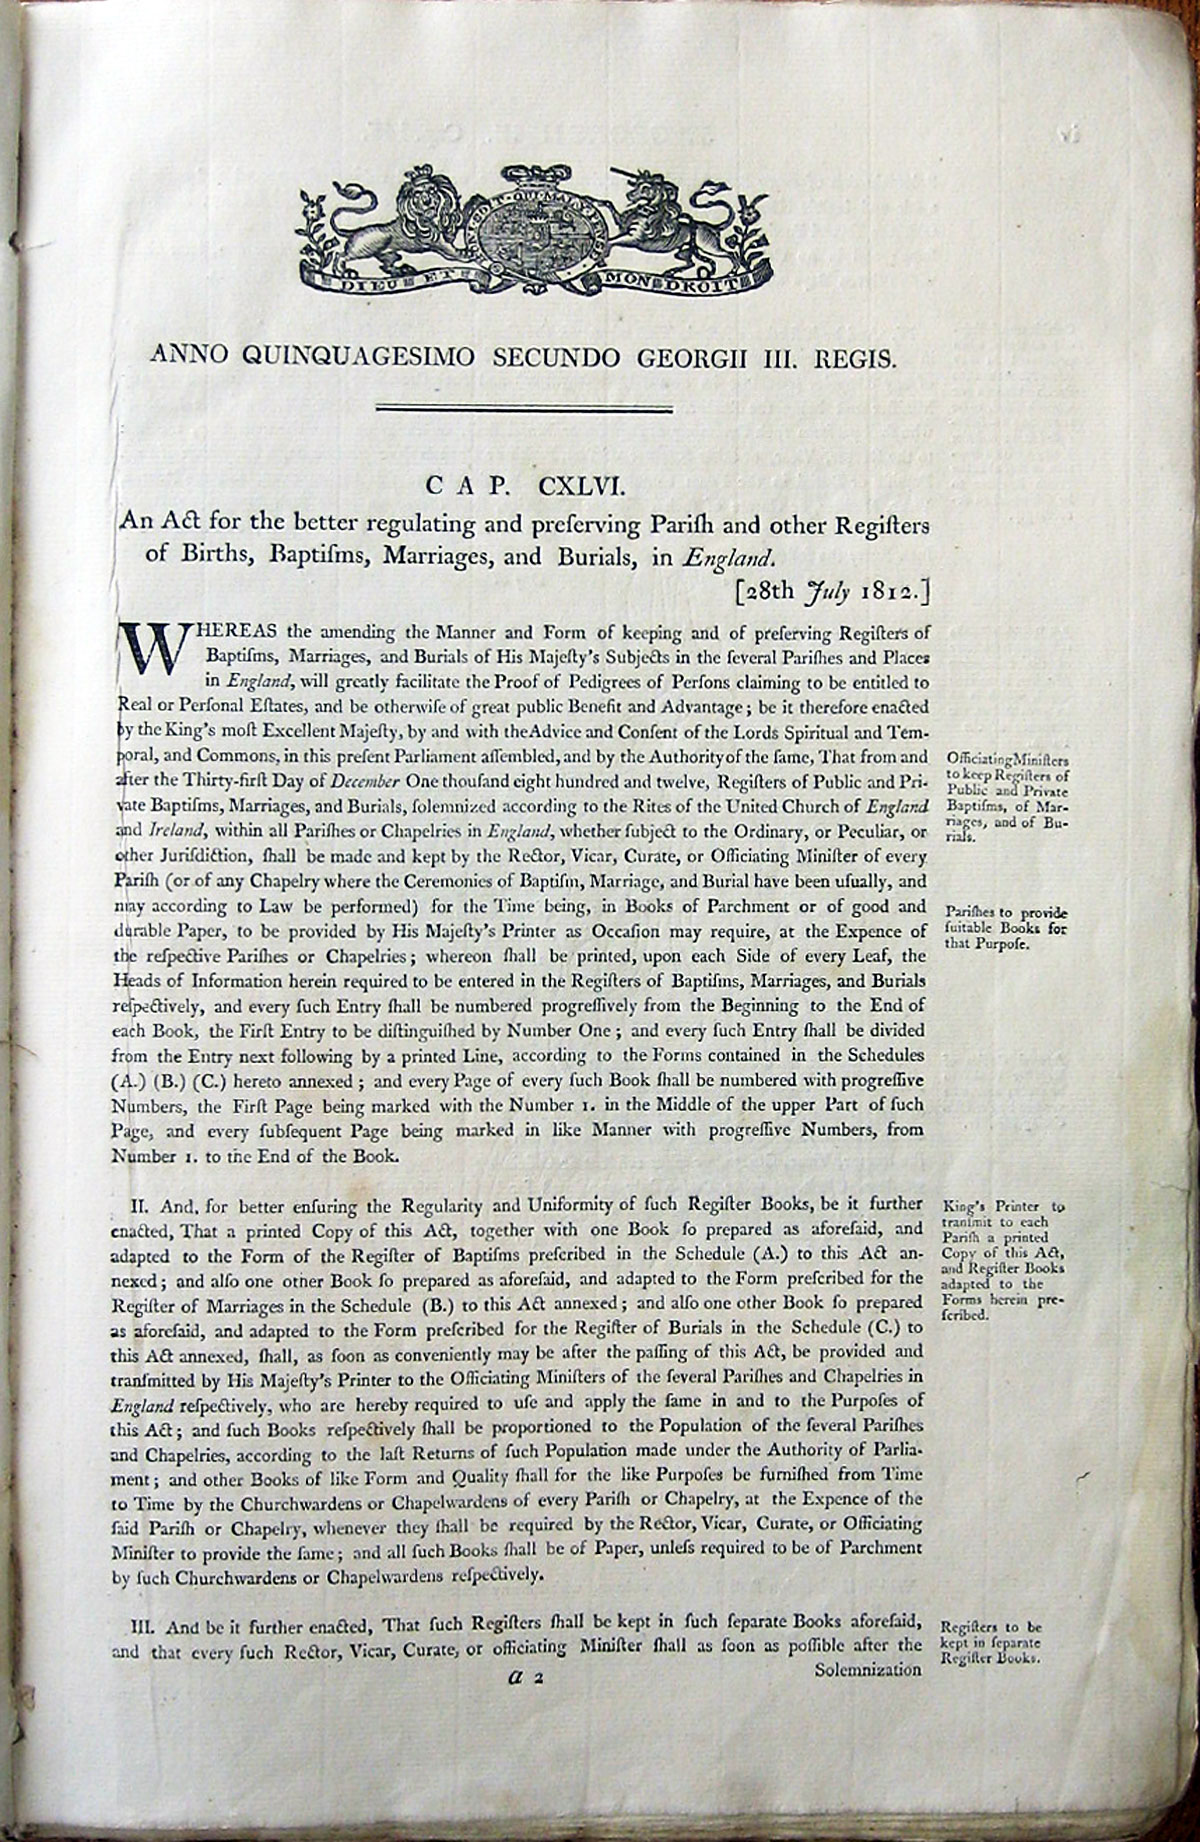 HONI·SOIT·QUI·MAL·Y·PENSE
DIEU ET MON DROIT
ANNO QUINQUAGESIMO SECUNDO GEORGII III. REGIS.
CAP. CXLVI.
An Act for the better regulating and preſerving Pariſh and other Regiſters
of Births, Baptiſms, Marriages, and Burials, in England.
[28th July 1812.]
WHEREAS the amending the Manner and Form of keeping and of preſerving Regiſters of
Baptiſms, Marriages, and Burials of His Majeſty's Subjects in the ſeveral Pariſhes and Places
in England, will greatly facilitate the Proof of Pedigrees of Perſons claiming to be entitled to
Real or Perſonal Eſtates, and be otherwiſe of great public Benefit and Advantage; be it therefore enacted
by the King's moſt Excellent Majeſty, by and with the Advice and Conſent of the Lords Spiritual and Tem-
poral, and Commons, in this preſent Parliament aſſembled, and by the Authority of the ſame, That from and
after the Thirty-firſt Day of December One thouſand eight hundred and twelve, Regiſters of Public and Pri-
vate Baptiſms, Marriages, and Burials, ſolemnized according to the Rites of the United Church of England
and Ireland, within all Pariſhes or Chapelries in England, whether ſubject to the Ordinary, or Peculiar, or
other Juriſdiction, ſhall be made and kept by the Rector, Vicar, Curate, or Officiating Miniſter of every
Pariſh (or of any Chapelry where the Ceremonies of Baptiſm, Marriage, and Burial have been uſually, and
may according to Law be performed) for the Time being, in Books of Parchment or of good and
durable Paper, to be provided by His Majeſty's Printer as Occaſion may require, at the Expence of
the reſpective Pariſhes or Chapelries; whereon ſhall be printed, upon each Side of every Leaf, the
Heads of Information herein required to be entered in the Regiſters of Baptiſms, Marriages, and Burials
reſpectively, and every ſuch Entry ſhall be numbered progreſſively from the Beginning to the End of
each Book, the Firſt Entry to be diſtinguiſhed by Number One; and every ſuch Entry ſhall be divided
from the Entry next following by a printed Line, according to the Forms contained in the Schedules
(A.) (B.) (C.) hereto annexed; and every Page of every ſuch Book ſhall be numbered with progreſſive
Numbers, the Firſt Page being marked with the Number 1. in the Middle of the upper Part of ſuch
Page, and every ſubſequent Page being marked in like Manner with progreſſive Numbers, from
Number 1. to the End of the Book.
Officiating Miniſters
to keep Regiſters of
Public and Private
Baptiſms, of Mar-
riages, and of Bu-
rials.
Pariſhes to provide
ſuitable Books for
that Purpoſe.
II. And, for better enſuring the Regularity and Uniformity of ſuch Regiſter Books, be it further
enacted, That a printed Copy of this Act, together with one Book ſo prepared as aforeſaid, and
adapted to the Form of the Regiſter of Baptiſms preſcribed in the Schedule (A.) to this Act an-
nexed; and alſo one other Book ſo prepared as aforeſaid, and adapted to the Form preſcribed for the
Regiſter of Marriages in the Schedule (B.) to this Act annexed; and alſo one other Book ſo prepared
as aforeſaid, and adapted to the Form preſcribed for the Regiſter of Burials in the Schedule (C.) to
this Act annexed, ſhall, as ſoon as conveniently may be after the paſſing of this Act, be provided and
tranſmitted by His Majeſty's Printer to the Officiating Miniſters of the ſeveral Pariſhes and Chapelries in
England reſpectively, who are hereby required to uſe and apply the ſame in and to the Purpoſes of
this Act; and ſuch Books reſpectively ſhall be proportioned to the Population of the ſeveral Pariſhes
and Chapelries, according to the laſt Returns of ſuch Population made under the Authority of Parlia-
ment; and other Books of like Form and Quality ſhall for the like Purpoſes be furniſhed from Time
to Time by the Churchwardens or Chapelwardens of every Pariſh or Chapelry, at the Expence of the
ſaid Pariſh or Chapelry, whenever they ſhall be required by the Rector, Vicar, Curate, or Officiating
Miniſter to provide the ſame; and all ſuch Books ſhall be of Paper, unleſs required to be of Parchment
by ſuch Churchwardens or Chapelwardens reſpectively.
King's Printer to
tranſmit to each
Pariſh a printed
Copy of this Act,
and Regiſter Books
adapted to the
Forms herein pre-
ſcribed.
III. And be it further enacted, That ſuch Regiſters ſhall be kept in ſuch ſeparate Books aforeſaid,
and that every ſuch Rector, Vicar, Curate, or officiating Miniſter ſhall as ſoon as poſſible after the
Regiſters to be
kept in ſeparate
Regiſter Books.
a 2
Solemnization